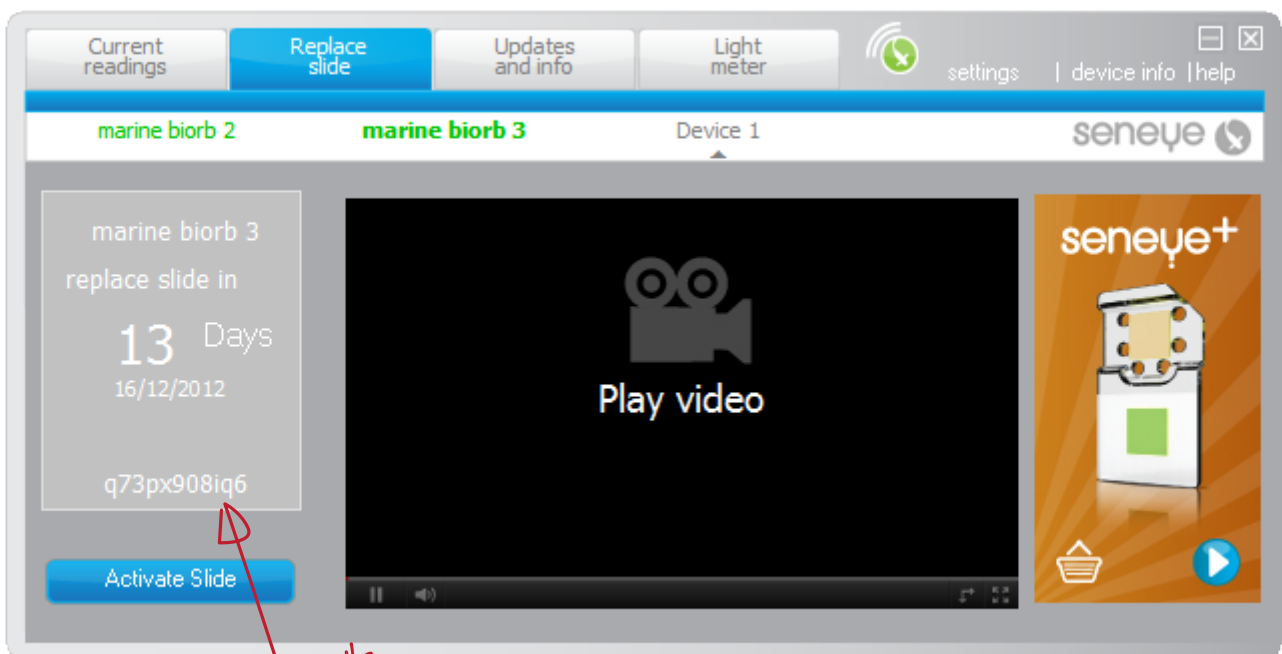 Current readings
Replace slide
Updates and info
Light meter
settings | device info | help
marine biorb 2
marine biorb 3
Device 1
seneye
marine biorb 3
replace slide in
13 Days
16/12/2012
q73px908iq6
Activate Slide
Play video
seneye+